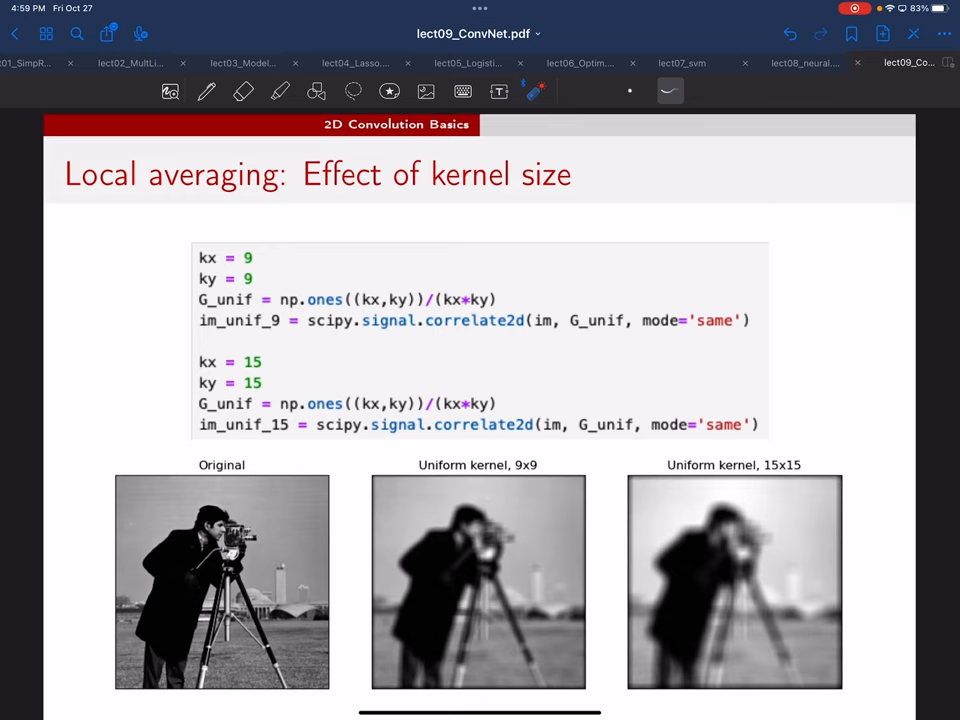 4:59 PM Fri Oct 27
83%
lect09_ConvNet.pdf
01_SimpR...
lect02_MultLi...
lect03_Model...
lect04_Lasso....
lect05_Logisti...
lect06_Optim....
lect07_svm
lect08_neural....
lect09_Co...
2D Convolution Basics
Local averaging: Effect of kernel size
kx = 9
ky = 9
G_unif = np.ones((kx,ky))/(kx*ky)
im_unif_9 = scipy.signal.correlate2d(im, G_unif, mode='same')
kx = 15
ky = 15
G_unif = np.ones((kx,ky))/(kx*ky)
im_unif_15 = scipy.signal.correlate2d(im, G_unif, mode='same')
Original
Uniform kernel, 9x9
Uniform kernel, 15x15